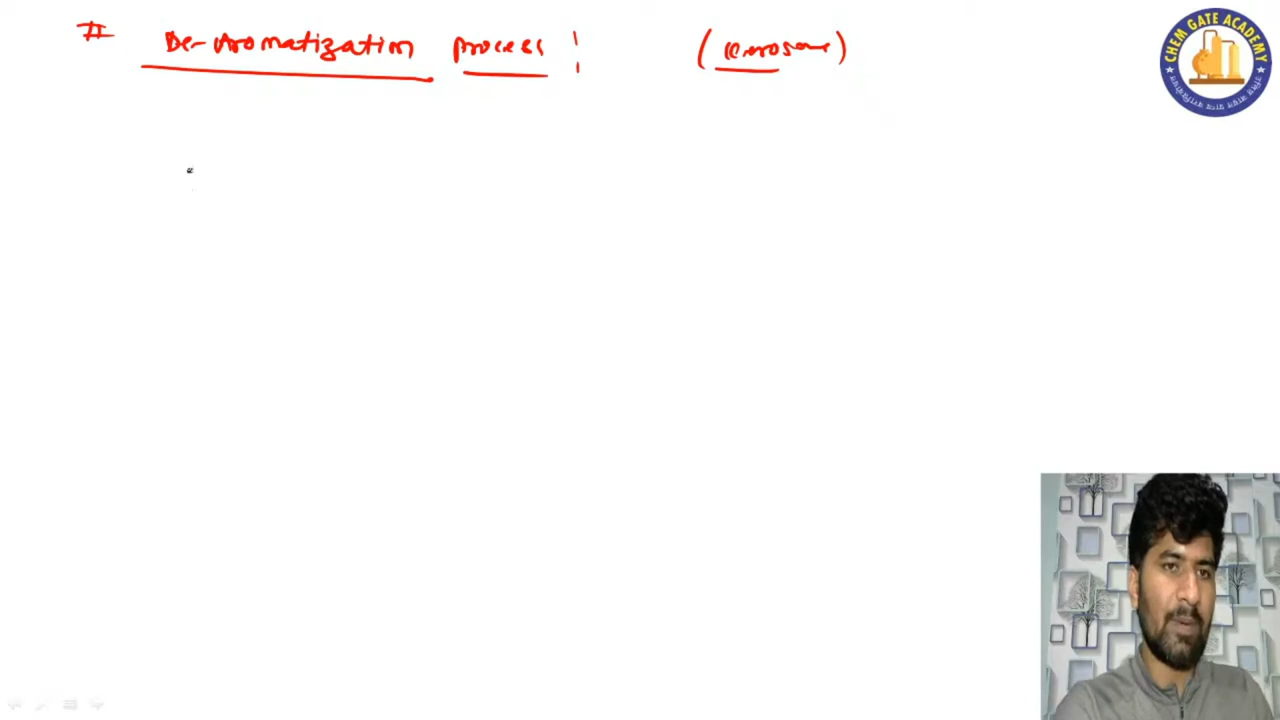 # De-Aromatization process : (kerosene)
CHEM GATE ACADEMY